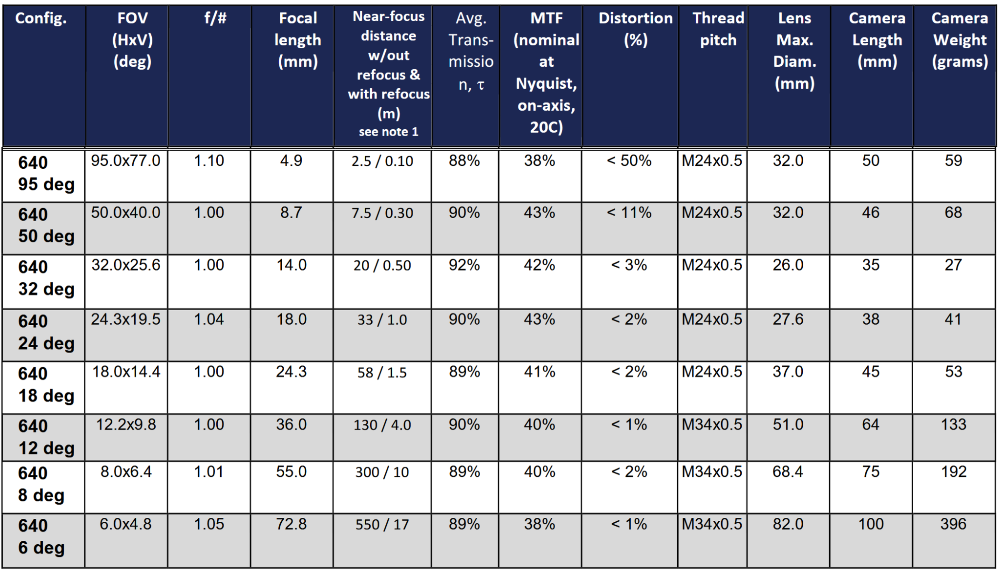 Config. FOV (HxV) (deg) f/# Focal length (mm) Near-focus distance w/out refocus & with refocus (m) see note 1 Avg. Trans-missio n, τ MTF (nominal at Nyquist, on-axis, 20C) Distortion (%) Thread pitch Lens Max. Diam. (mm) Camera Length (mm) Camera Weight (grams)
640 95 deg 95.0x77.0 1.10 4.9 2.5 / 0.10 88% 38% < 50% M24x0.5 32.0 50 59
640 50 deg 50.0x40.0 1.00 8.7 7.5 / 0.30 90% 43% < 11% M24x0.5 32.0 46 68
640 32 deg 32.0x25.6 1.00 14.0 20 / 0.50 92% 42% < 3% M24x0.5 26.0 35 27
640 24 deg 24.3x19.5 1.04 18.0 33 / 1.0 90% 43% < 2% M24x0.5 27.6 38 41
640 18 deg 18.0x14.4 1.00 24.3 58 / 1.5 89% 41% < 2% M24x0.5 37.0 45 53
640 12 deg 12.2x9.8 1.00 36.0 130 / 4.0 90% 40% < 1% M34x0.5 51.0 64 133
640 8 deg 8.0x6.4 1.01 55.0 300 / 10 89% 40% < 2% M34x0.5 68.4 75 192
640 6 deg 6.0x4.8 1.05 72.8 550 / 17 89% 38% < 1% M34x0.5 82.0 100 396